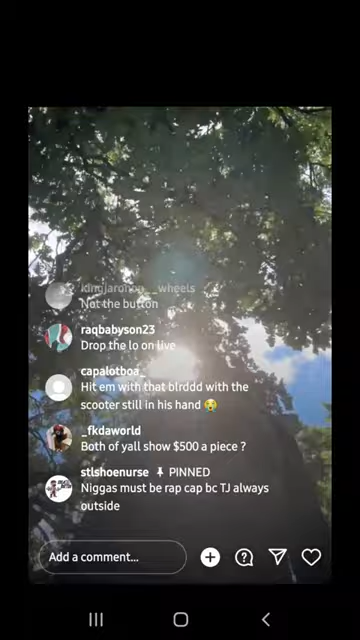 kingjarohon__wheels
Not the button
raqbabyson23
Drop the lo on live
capalotboa_
Hit em with that blrddd with the
scooter still in his hand 😭
_fkdaworld
Both of yall show $500 a piece ?
stlshoenurse PINNED
Niggas must be rap cap bc TJ always
outside
Add a comment...